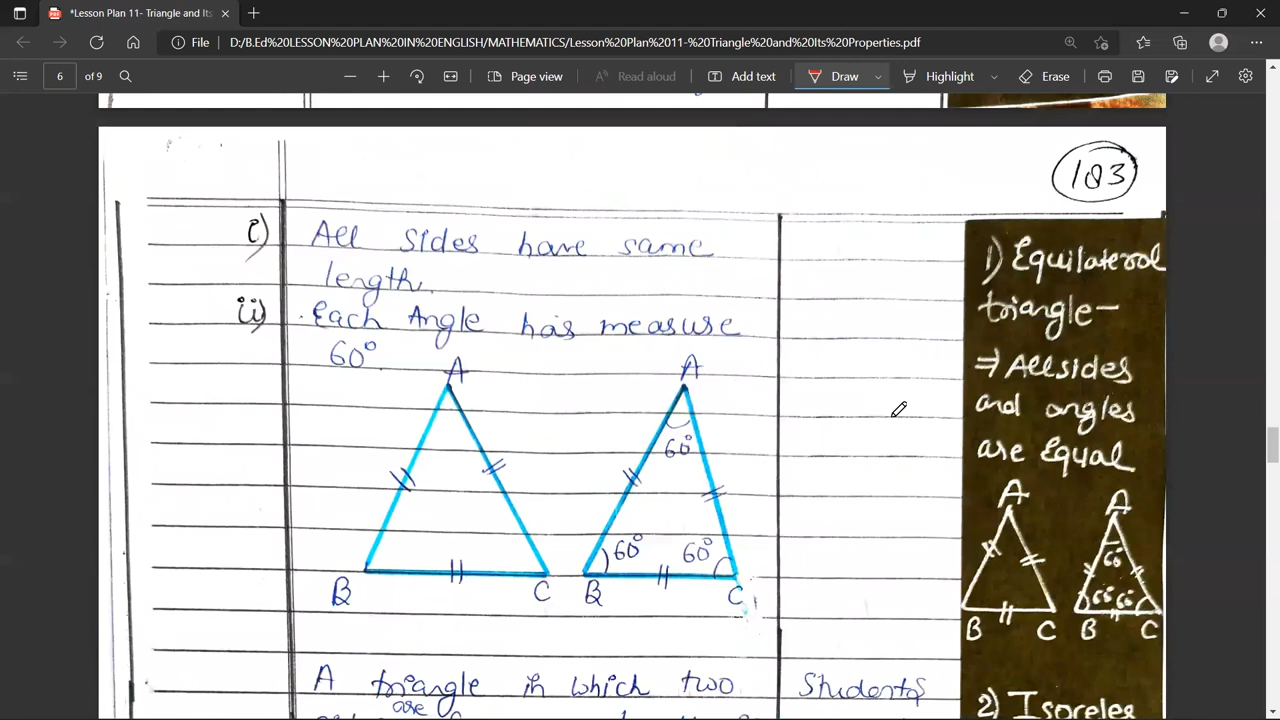 *Lesson Plan 11- Triangle and Its
File
D:/B.Ed%20LESSON%20PLAN%20IN%20ENGLISH/MATHEMATICS/Lesson%20Plan%2011-%20Triangle%20and%20Its%20Properties.pdf
6 of 9
Page view
Read aloud
Add text
Draw
Highlight
Erase
183
i) All sides have same
length.
ii) Each Angle has measure
60°
A
B
C
A
60°
60°
60°
B
C
A triangle in which two
are
Students
1) Equilateral
triangle-
⇒ All sides
and angles
are Equal
A
B
C
A
60°
60°
60°
B
C
2) Isoreles